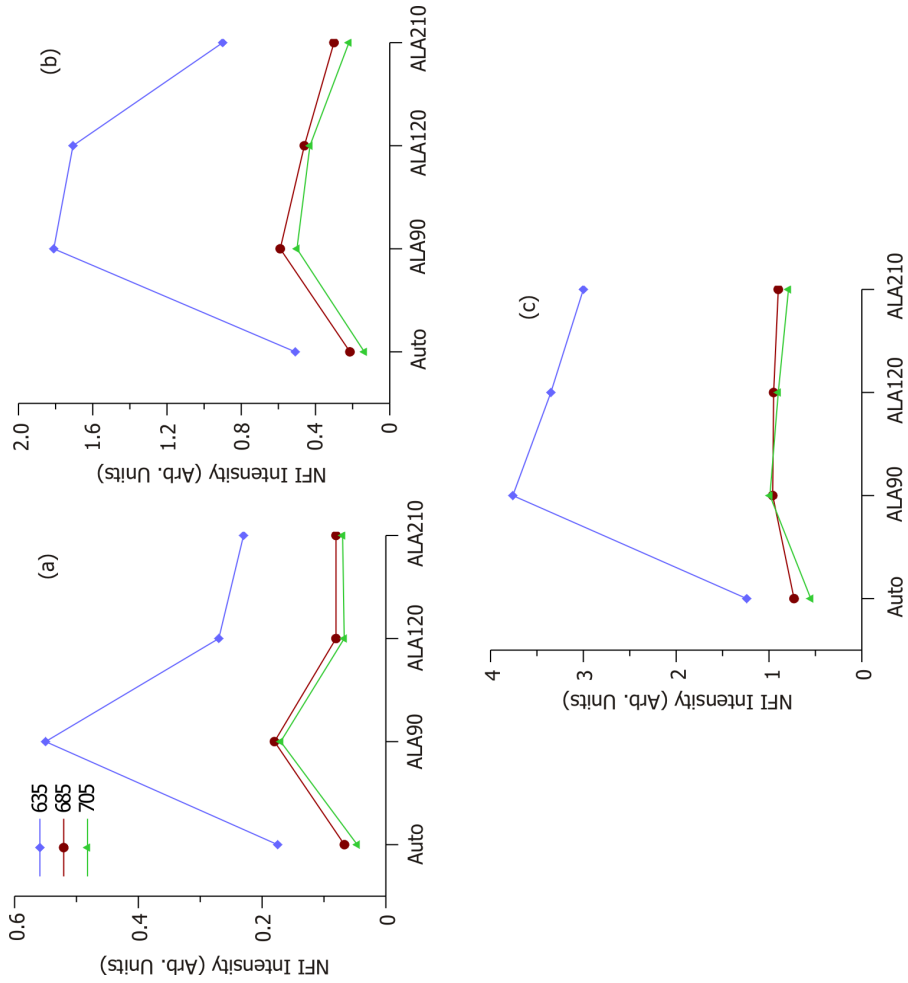 (a)
635
685
705
0.6
0.4
0.2
0
NFI Intensity (Arb. Units)
Auto
ALA90
ALA120
ALA210
(b)
2.0
1.6
1.2
0.8
0.4
0
NFI Intensity (Arb. Units)
Auto
ALA90
ALA120
ALA210
(c)
4
3
2
1
0
NFI Intensity (Arb. Units)
Auto
ALA90
ALA120
ALA210